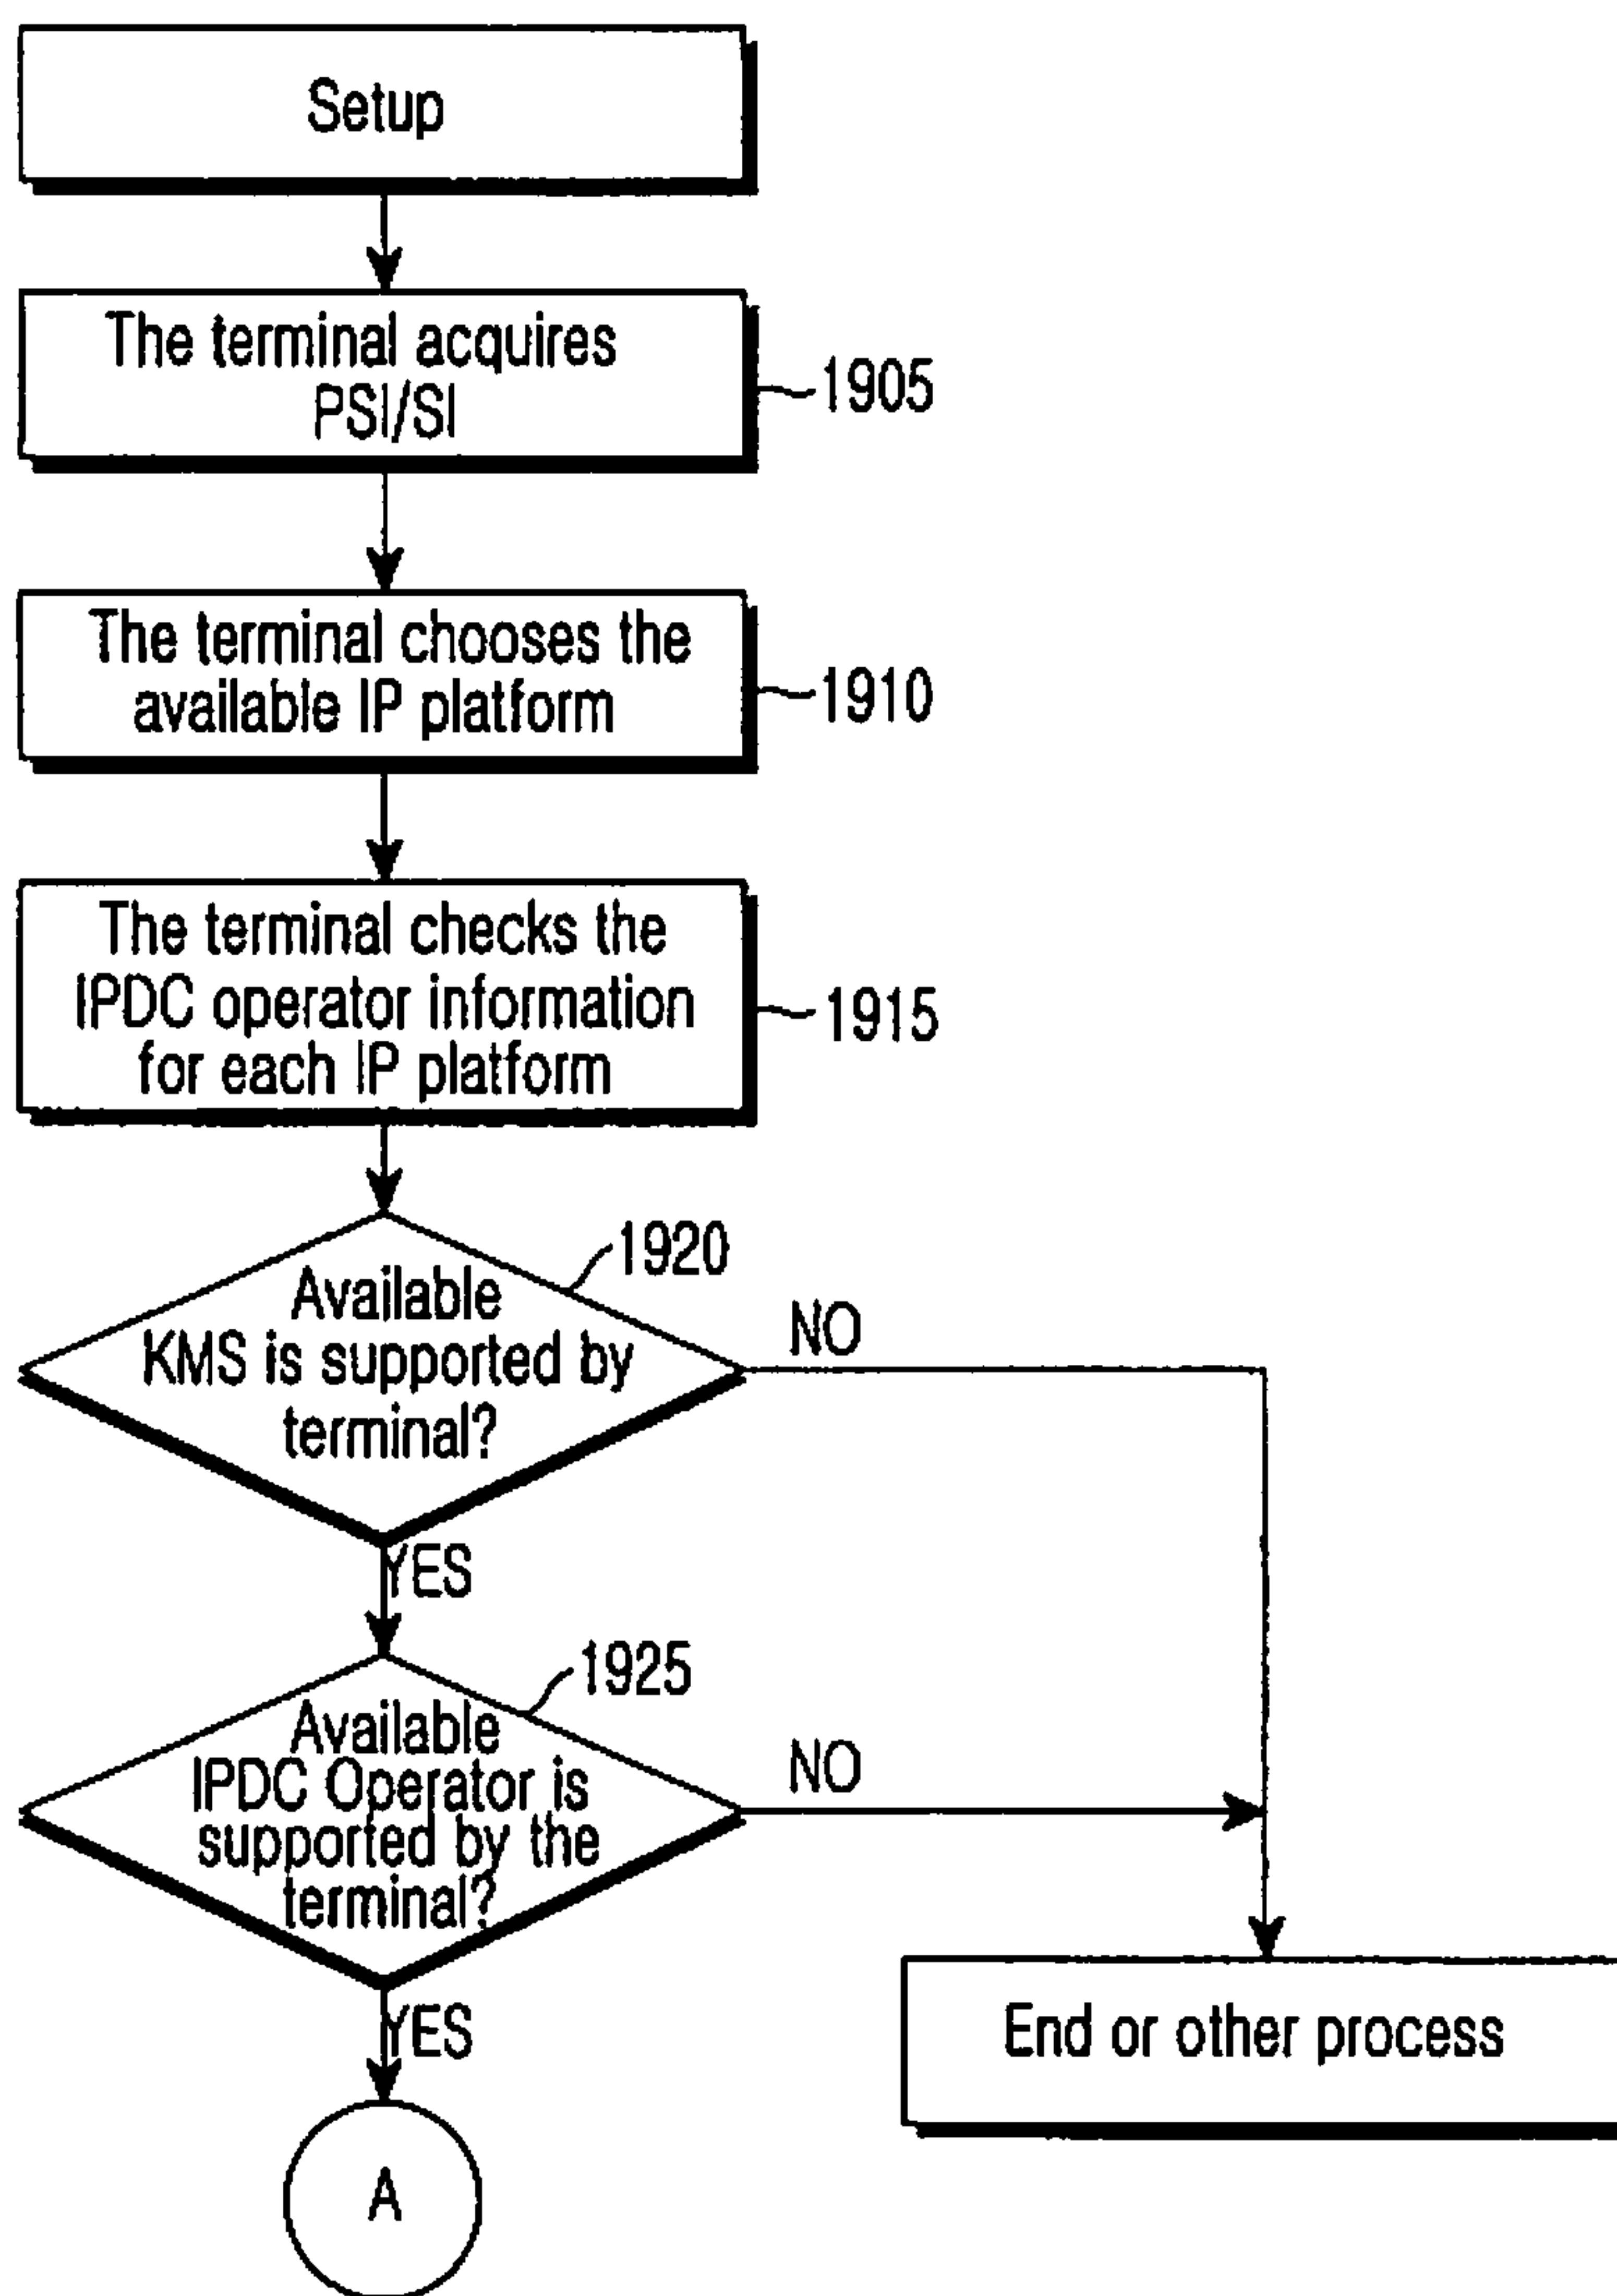 Setup
The terminal acquires
PSI/SI
1905
The terminal chooses the
available IP platform
1910
The terminal checks the
IPDC operator information
for each IP platform
1915
1920
Available
KMS is supported by
terminal?
NO
YES
1925
Available
IPDC Operator is
supported by the
terminal?
NO
YES
End or other process
A